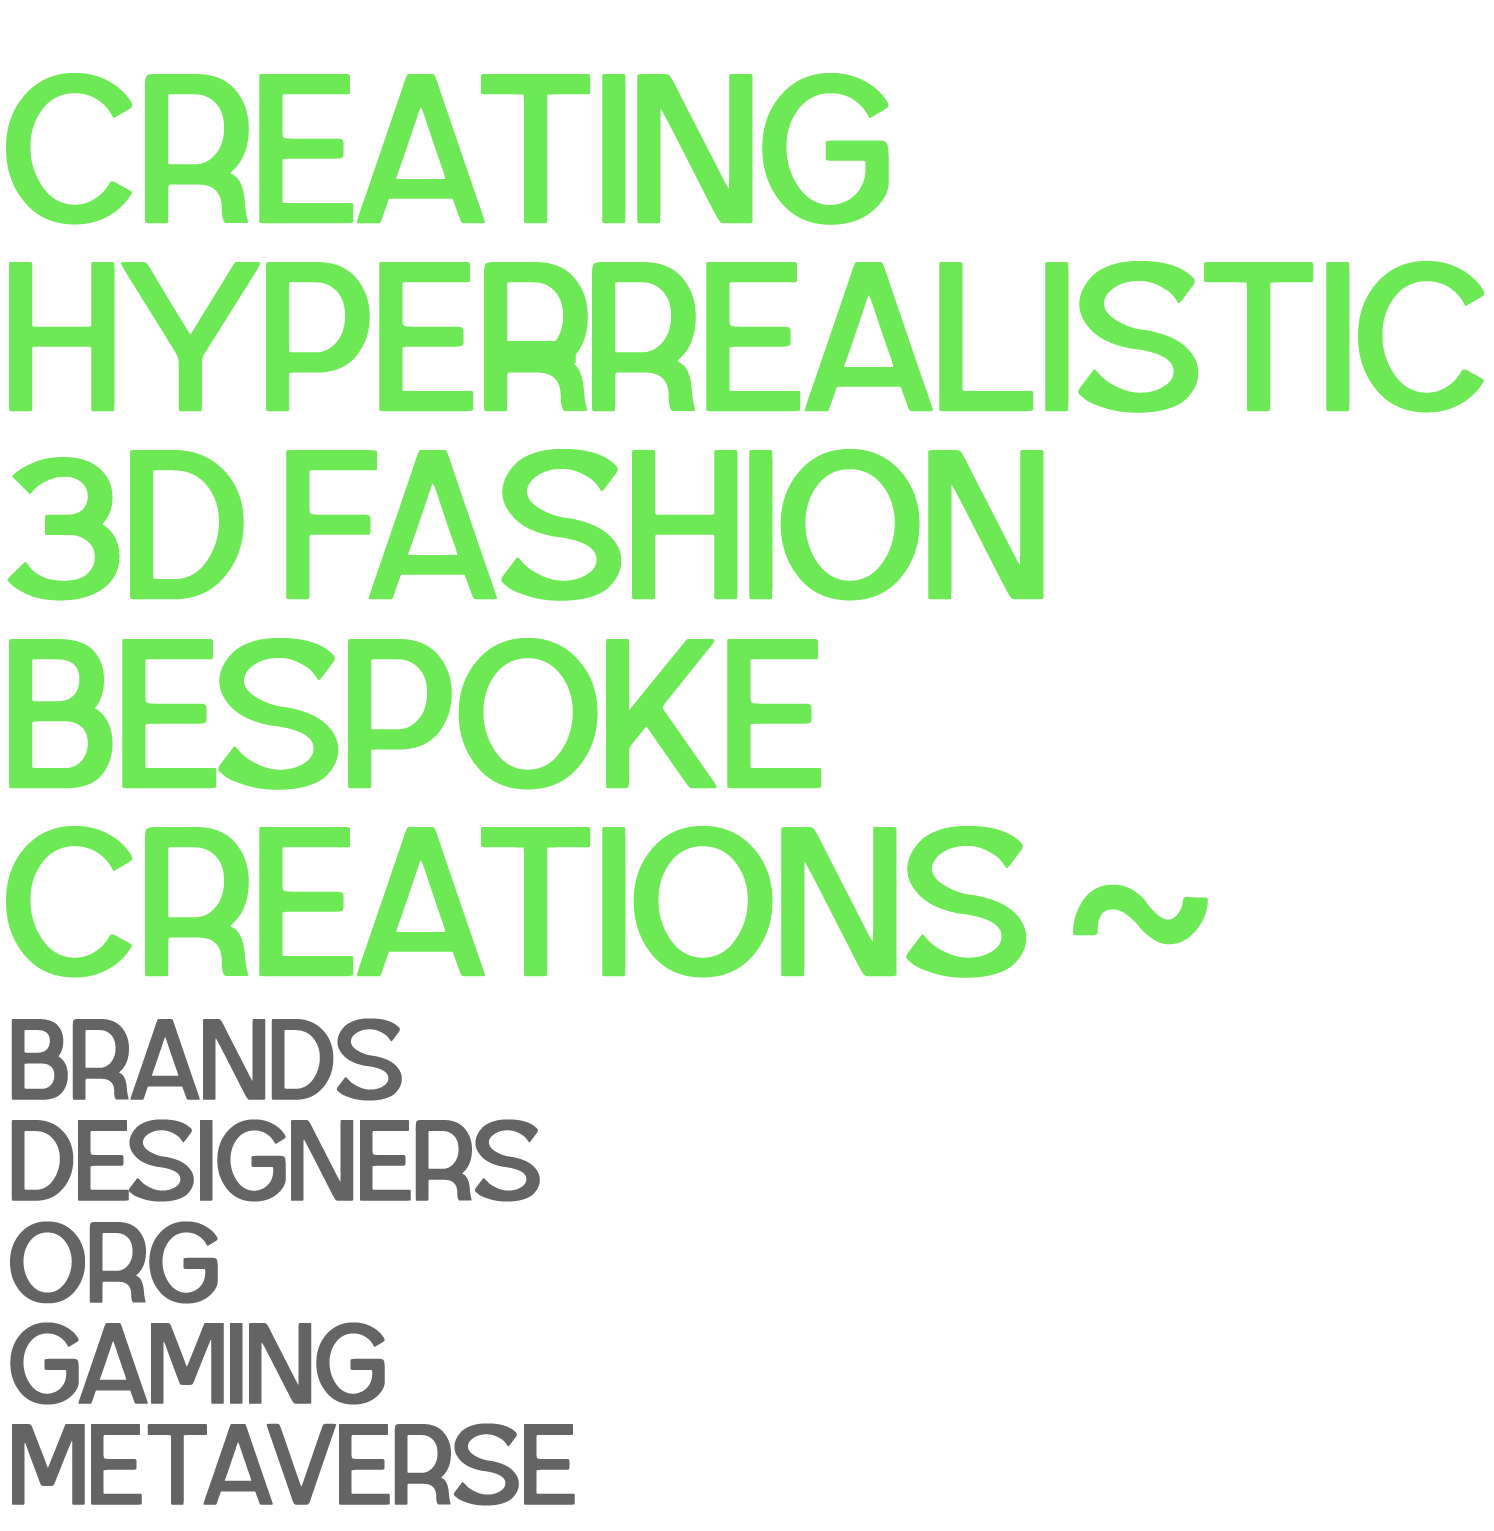 CREATING
HYPERREALISTIC
3D FASHION
BESPOKE
CREATIONS ~
BRANDS
DESIGNERS
ORG
GAMING
METAVERSE